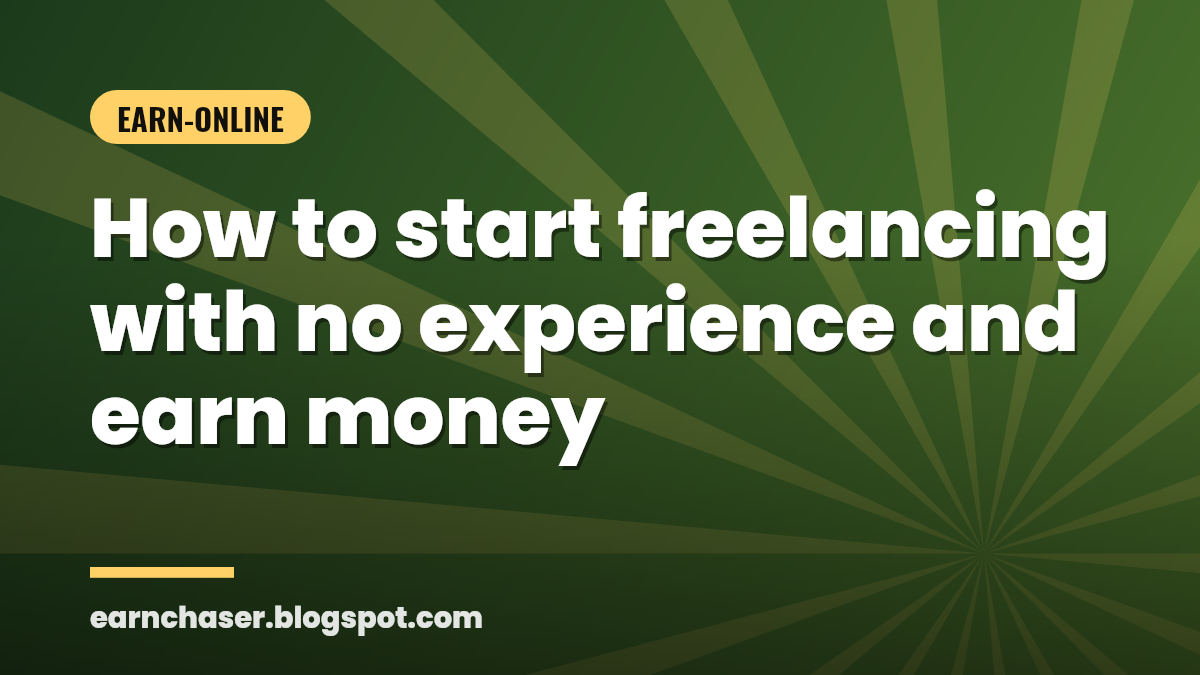 EARN-ONLINE
How to start freelancing
with no experience and
earn money
earnchaser.blogspot.com